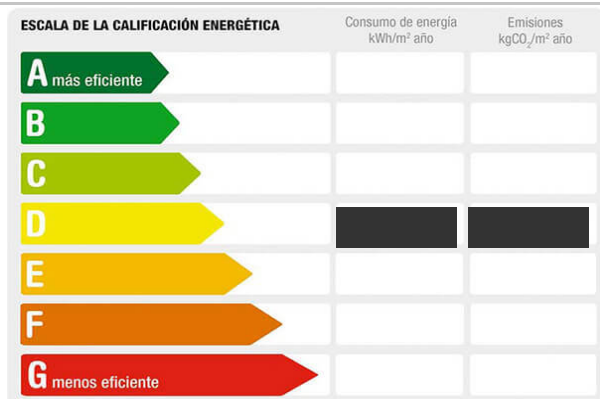 ESCALA DE LA CALIFICACIÓN ENERGÉTICA
Consumo de energía
kWh/m² año
Emisiones
kgCO₂/m² año
A más eficiente
B
C
D
E
F
G menos eficiente